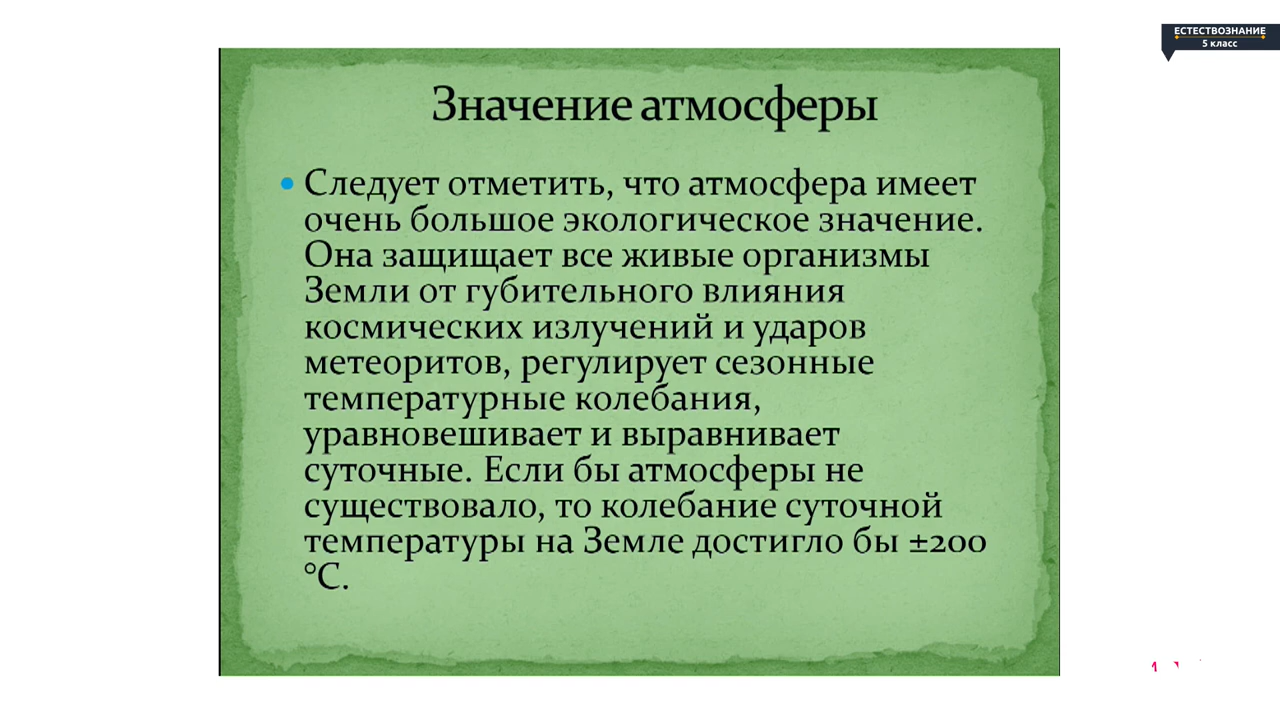 ЕСТЕСТВОЗНАНИЕ
5 класс
Значение атмосферы
• Следует отметить, что атмосфера имеет
очень большое экологическое значение.
Она защищает все живые организмы
Земли от губительного влияния
космических излучений и ударов
метеоритов, регулирует сезонные
температурные колебания,
уравновешивает и выравнивает
суточные. Если бы атмосферы не
существовало, то колебание суточной
температуры на Земле достигло бы ±200
°С.